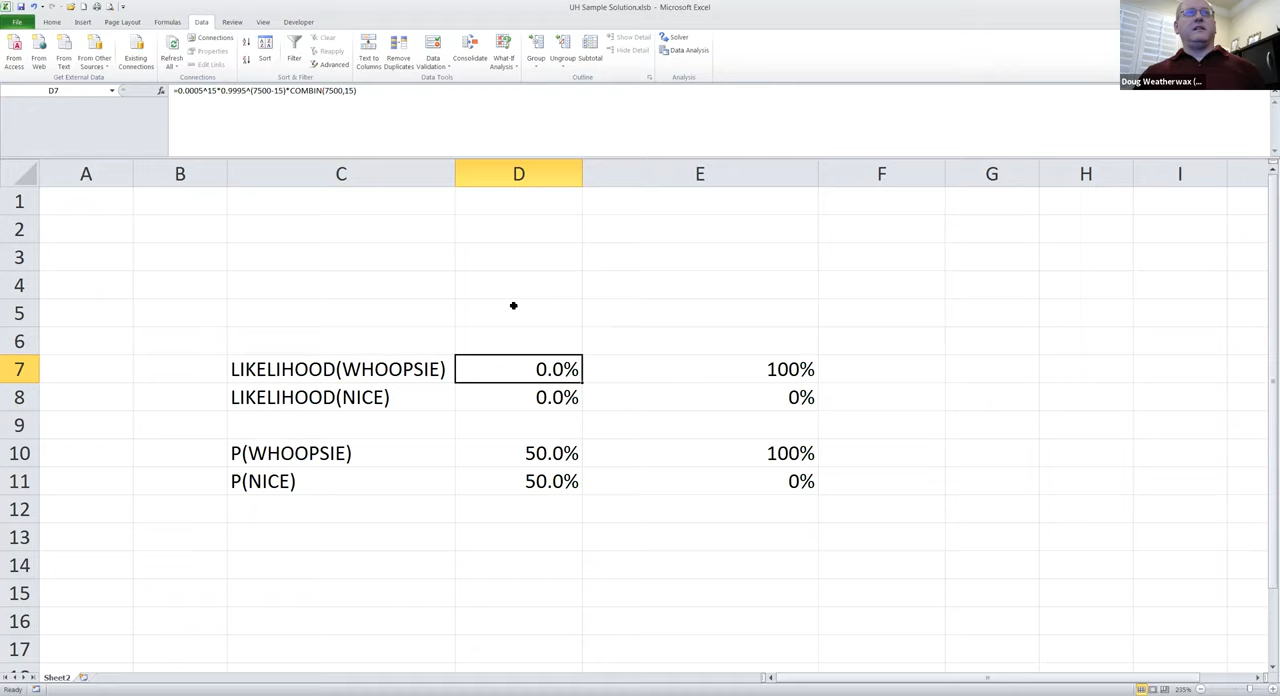 UH Sample Solution.xlsb - Microsoft Excel
File Home Insert Page Layout Formulas Data Review View Developer
From Access
From Web
From Text
From Other Sources
Existing Connections
Refresh All
Connections
Properties
Edit Links
Sort
Filter
Clear
Reapply
Advanced
Text to Columns
Remove Duplicates
Data Validation
Consolidate
What-If Analysis
Group
Ungroup
Subtotal
Show Detail
Hide Detail
Solver
Data Analysis
Get External Data
Connections
Sort & Filter
Data Tools
Outline
Analysis
Doug Weatherwax (...
D7 fx =0.0005^15*0.9995^(7500-15)*COMBIN(7500,15)
A B C D E F G H I
1
2
3
4
5
6
7 LIKELIHOOD(WHOOPSIE) 0.0% 100%
8 LIKELIHOOD(NICE) 0.0% 0%
9
10 P(WHOOPSIE) 50.0% 100%
11 P(NICE) 50.0% 0%
12
13
14
15
16
17
Sheet2
Ready 235%